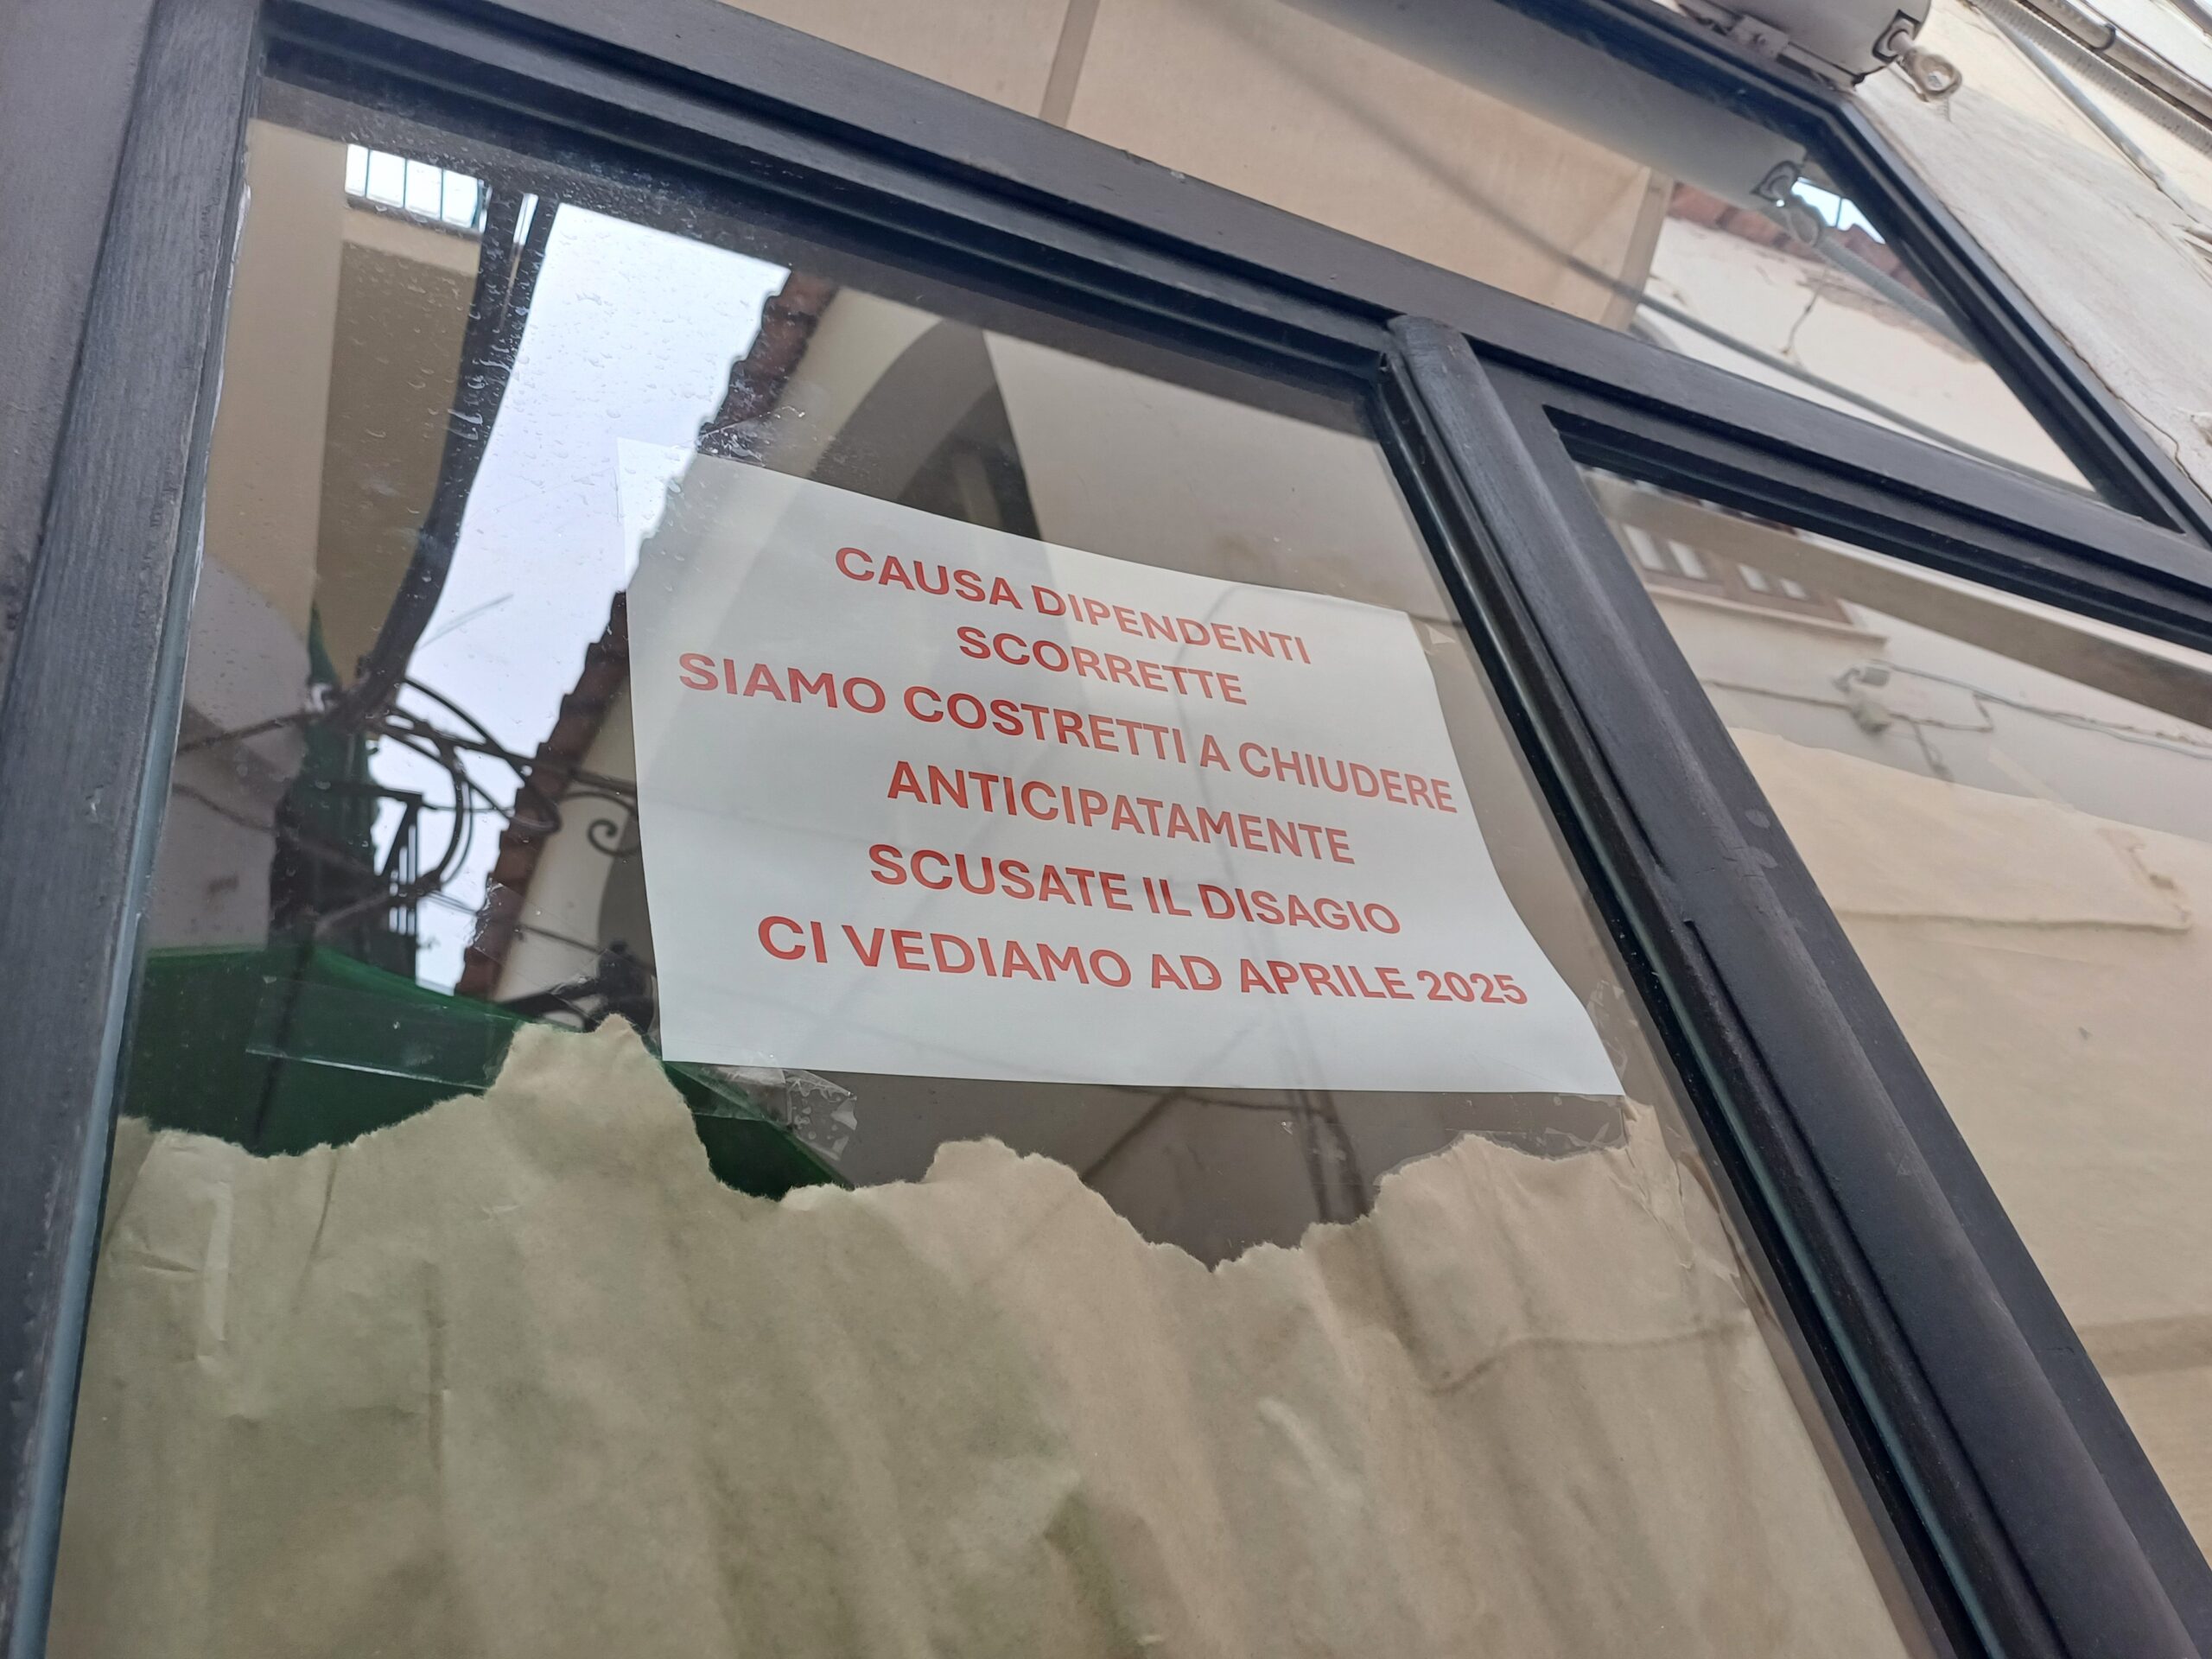 CAUSA DIPENDENTI
SCORRETTE
SIAMO COSTRETTI A CHIUDERE
ANTICIPATAMENTE
SCUSATE IL DISAGIO
CI VEDIAMO AD APRILE 2025